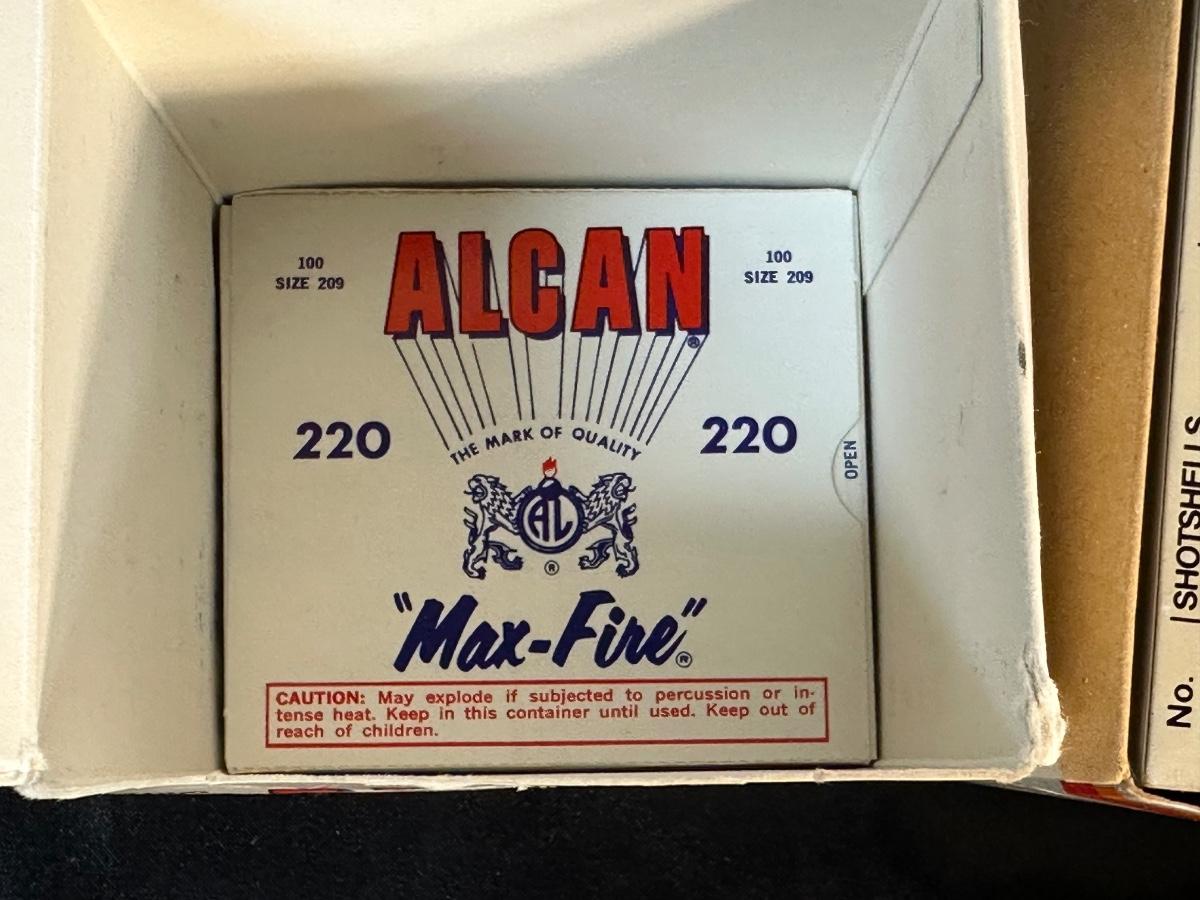 ALCAN®
100
SIZE 209
100
SIZE 209
220
220
THE MARK OF QUALITY
AL
®
OPEN
"Max-Fire"®
CAUTION: May explode if subjected to percussion or in-
tense heat. Keep in this container until used. Keep out of
reach of children.
No. | SHOTSHELLS